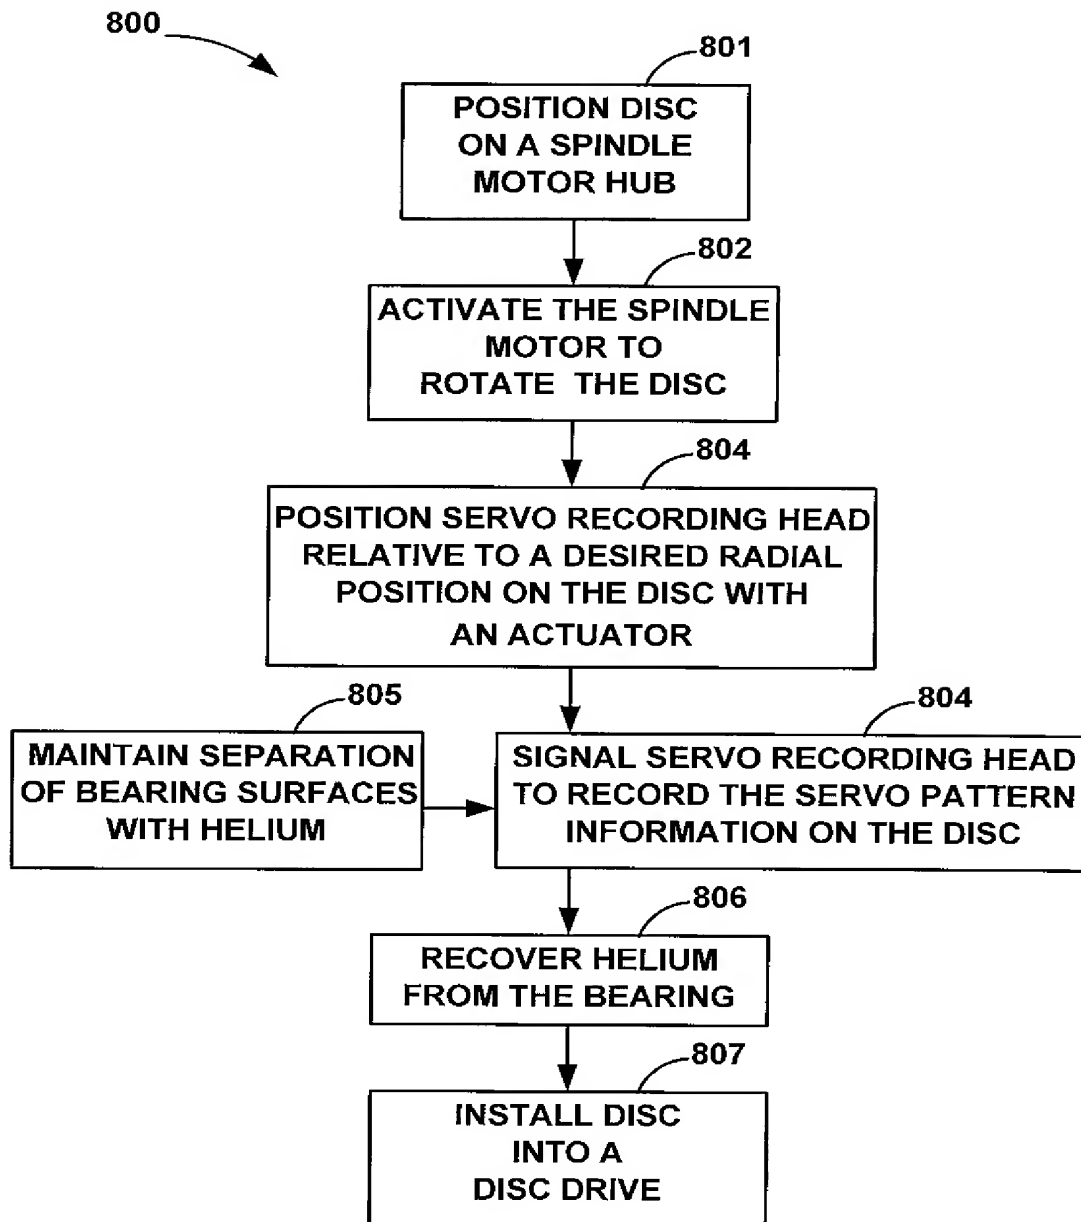 800
801
POSITION DISC
ON A SPINDLE
MOTOR HUB
802
ACTIVATE THE SPINDLE
MOTOR TO
ROTATE THE DISC
804
POSITION SERVO RECORDING HEAD
RELATIVE TO A DESIRED RADIAL
POSITION ON THE DISC WITH
AN ACTUATOR
805
MAINTAIN SEPARATION
OF BEARING SURFACES
WITH HELIUM
804
SIGNAL SERVO RECORDING HEAD
TO RECORD THE SERVO PATTERN
INFORMATION ON THE DISC
806
RECOVER HELIUM
FROM THE BEARING
807
INSTALL DISC
INTO A
DISC DRIVE